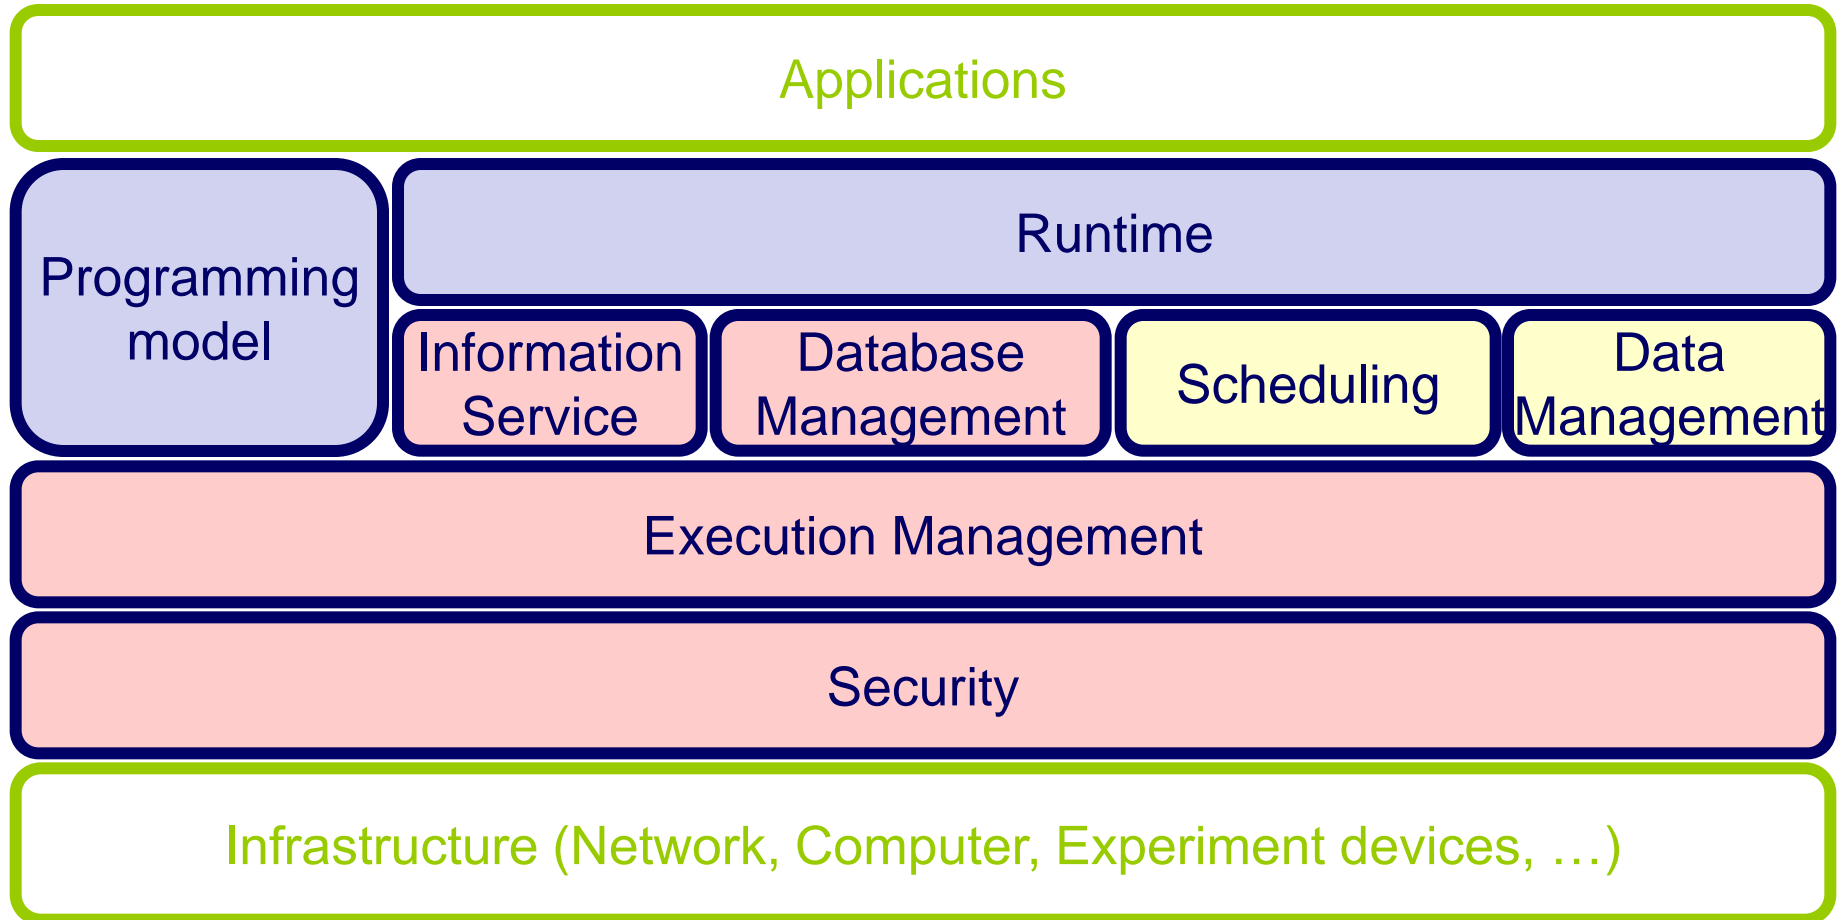 Applications
Runtime
Programming
model
Information
Service
Database
Management
Scheduling
Data
Management
Execution Management
Security
Infrastructure (Network, Computer, Experiment devices, …)